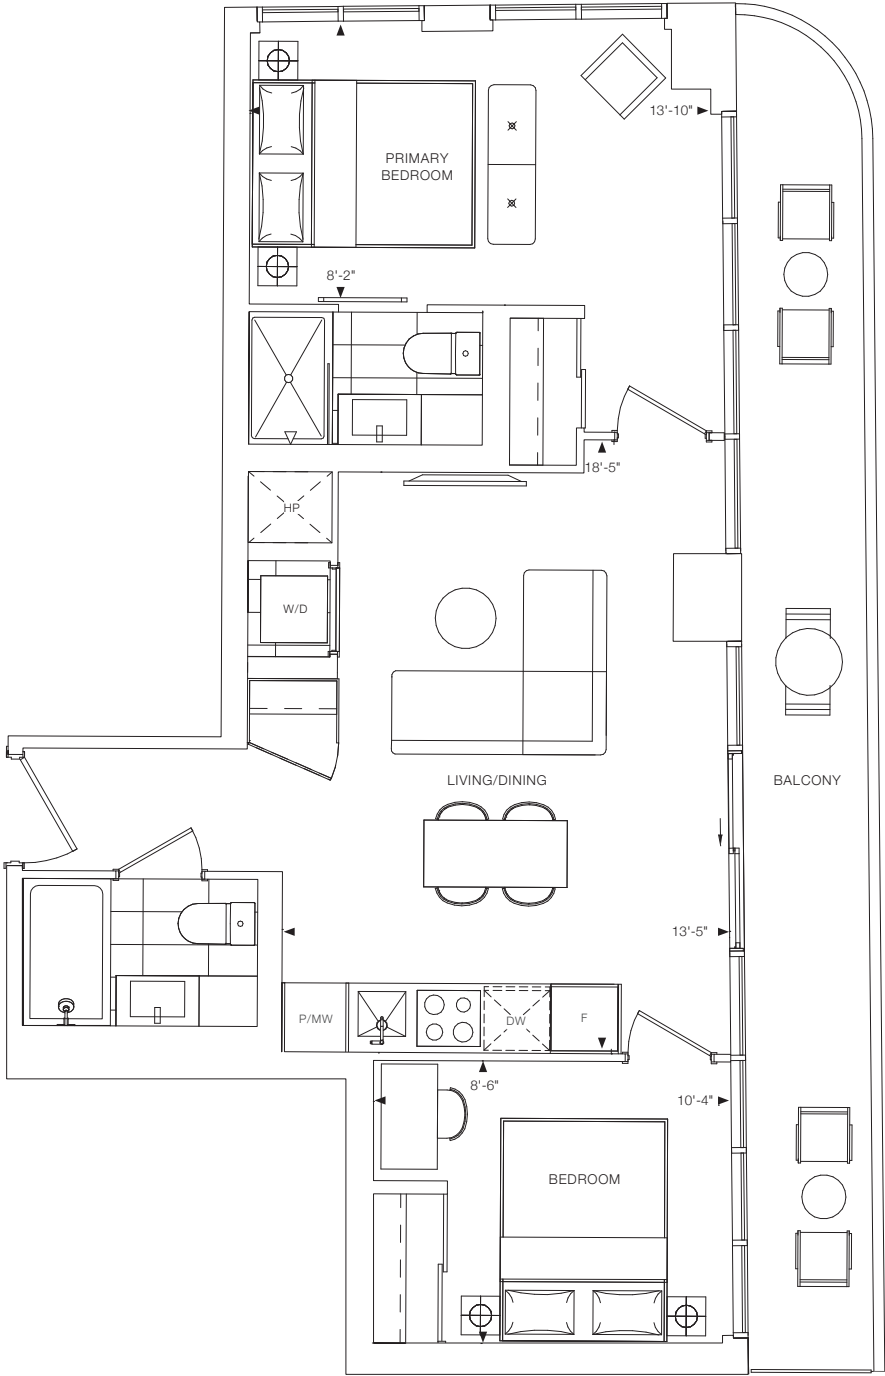 13'-10"
PRIMARY
BEDROOM
8'-2"
18'-5"
HP
W/D
LIVING/DINING
BALCONY
13'-5"
P/MW
DW
F
8'-6"
10'-4"
BEDROOM